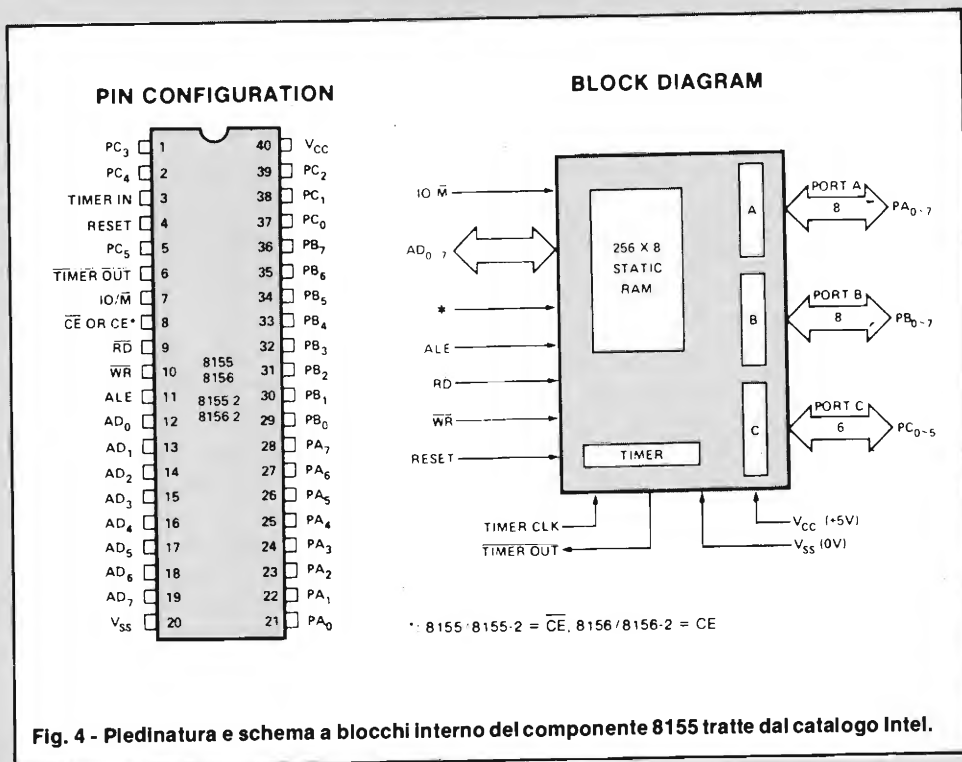 PIN CONFIGURATION
PC3 1
PC4 2
TIMER IN 3
RESET 4
PC5 5
TIMER OUT 6
IO/M 7
CE OR CE* 8
RD 9
WR 10
ALE 11
AD0 12
AD1 13
AD2 14
AD3 15
AD4 16
AD5 17
AD6 18
AD7 19
VSS 20
8155
8156
8155 2
8156 2
40 VCC
39 PC2
38 PC1
37 PC0
36 PB7
35 PB6
34 PB5
33 PB4
32 PB3
31 PB2
30 PB1
29 PB0
28 PA7
27 PA6
26 PA5
25 PA4
24 PA3
23 PA2
22 PA1
21 PA0
BLOCK DIAGRAM
IO M
AD0 7
*
ALE
RD
WR
RESET
256 X 8
STATIC
RAM
TIMER
A
B
C
PORT A
8
PA0-7
PORT B
8
PB0-7
PORT C
6
PC0-5
TIMER CLK
TIMER OUT
VCC (+5V)
VSS (0V)
*: 8155/8155-2 = CE, 8156/8156-2 = CE
Fig. 4 - Piedinatura e schema a blocchi interno del componente 8155 tratte dal catalogo Intel.